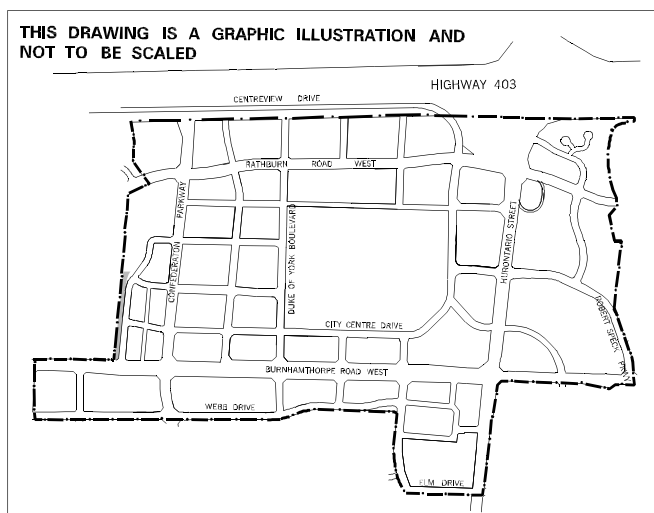 THIS DRAWING IS A GRAPHIC ILLUSTRATION AND
NOT TO BE SCALED
HIGHWAY 403
CENTREVIEW DRIVE
RATHBURN ROAD WEST
CONFEDERATION PARKWAY
DUKE OF YORK BOULEVARD
HURONTARIO STREET
ROBERT SPECK PKWY
CITY CENTRE DRIVE
BURNHAMTHORPE ROAD WEST
WEBB DRIVE
ELM DRIVE